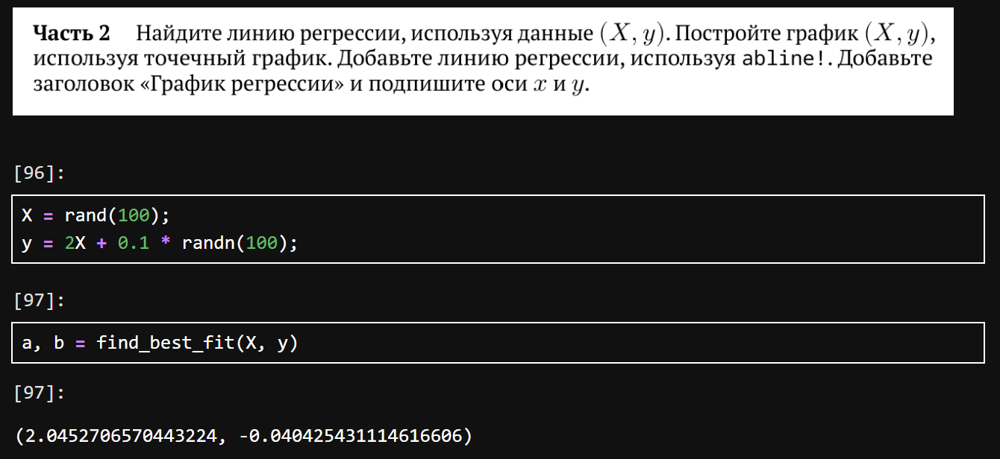 Часть 2 Найдите линию регрессии, используя данные (X, y). Постройте график (X, y),
используя точечный график. Добавьте линию регрессии, используя abline!. Добавьте
заголовок «График регрессии» и подпишите оси x и y.
[96]:
X = rand(100);
y = 2X + 0.1 * randn(100);
[97]:
a, b = find_best_fit(X, y)
[97]:
(2.0452706570443224, -0.040425431114616606)